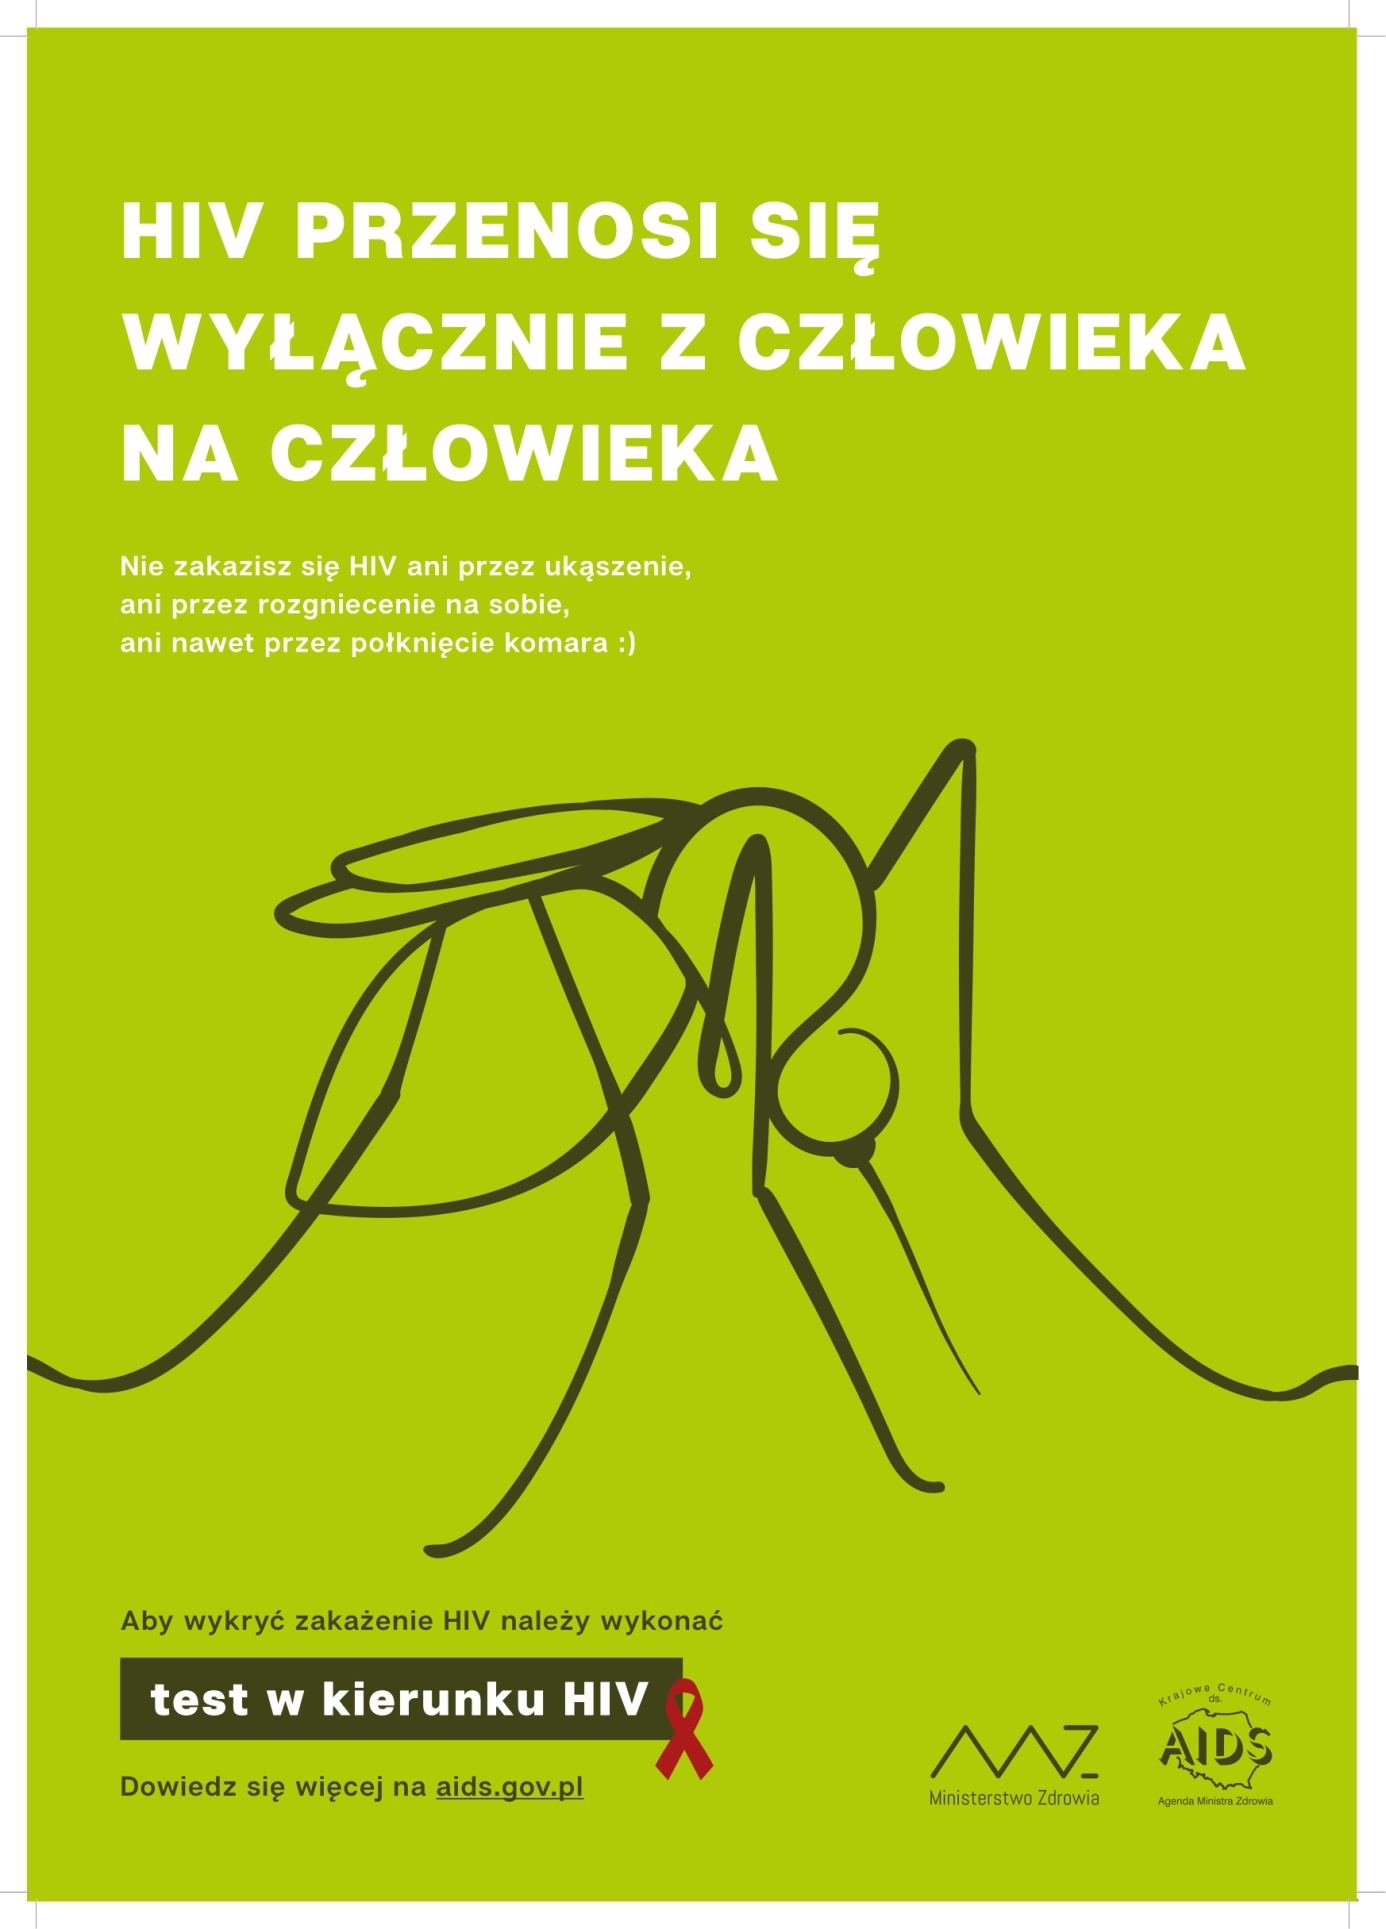 HIV PRZENOSI SIĘ
WYŁĄCZNIE Z CZŁOWIEKA
NA CZŁOWIEKA
Nie zakazisz się HIV ani przez ukąszenie,
ani przez rozgniecenie na sobie,
ani nawet przez połknięcie komara :)
Aby wykryć zakażenie HIV należy wykonać
test w kierunku HIV
Dowiedz się więcej na aids.gov.pl
MZ
Ministerstwo Zdrowia
Krajowe Centrum
ds.
AIDS
Agenda Ministra Zdrowia